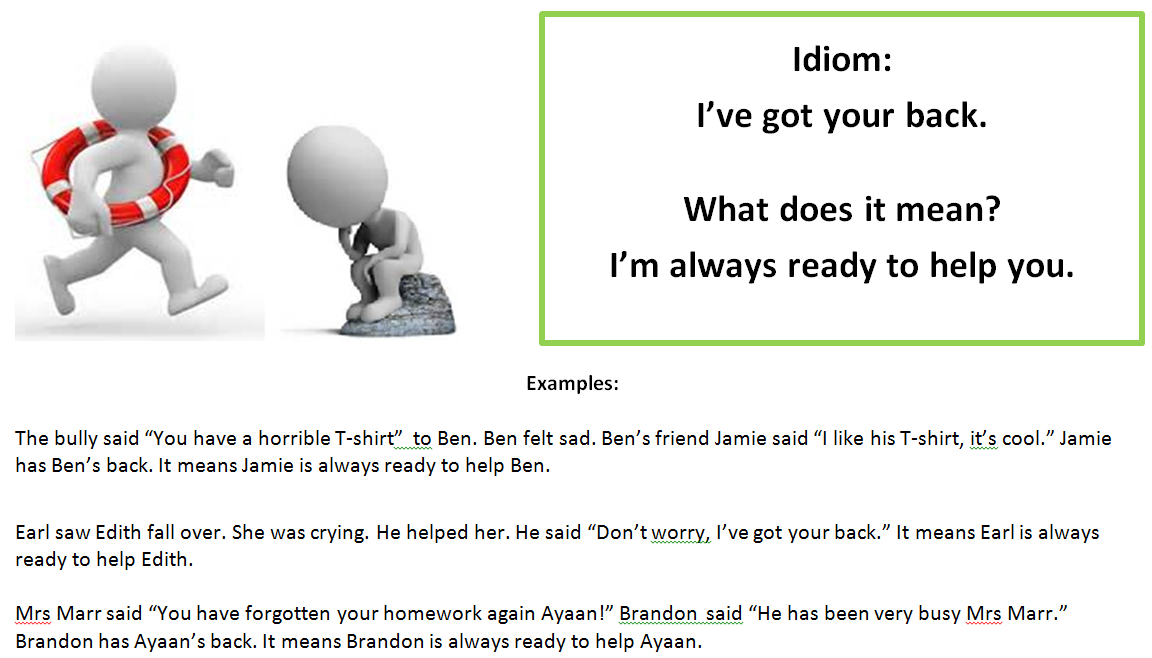 Idiom:
I’ve got your back.
What does it mean?
I’m always ready to help you.
Examples:
The bully said “You have a horrible T-shirt”  to Ben. Ben felt sad. Ben’s friend Jamie said “I like his T-shirt, it’s cool.” Jamie
has Ben’s back. It means Jamie is always ready to help Ben.
Earl saw Edith fall over. She was crying. He helped her. He said “Don’t worry, I’ve got your back.” It means Earl is always
ready to help Edith.
Mrs Marr said “You have forgotten your homework again Ayaan!” Brandon  said “He has been very busy Mrs Marr.”
Brandon has Ayaan’s back. It means Brandon is always ready to help Ayaan.